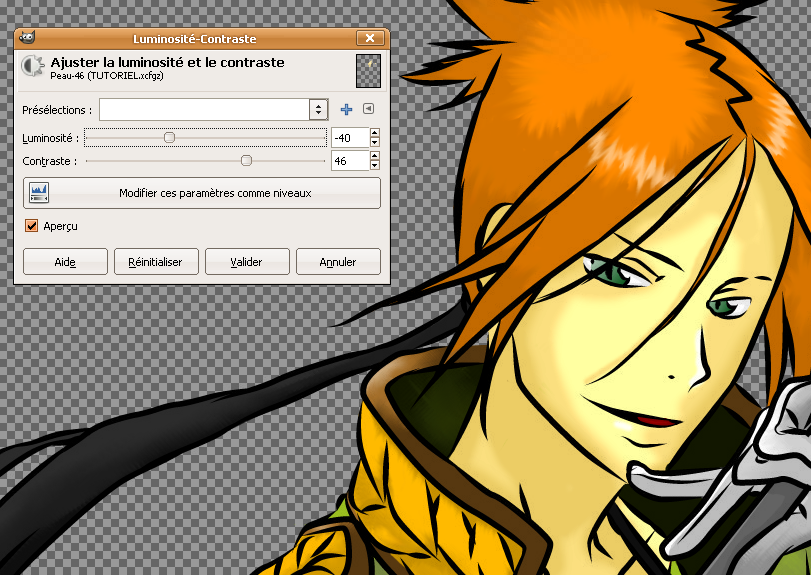 Luminosité-Contraste
Ajuster la luminosité et le contraste
Peau-46 (TUTORIEL.xcfgz)
Présélections :
Luminosité : -40
Contraste : 46
Modifier ces paramètres comme niveaux
Aperçu
Aide Réinitialiser Valider Annuler